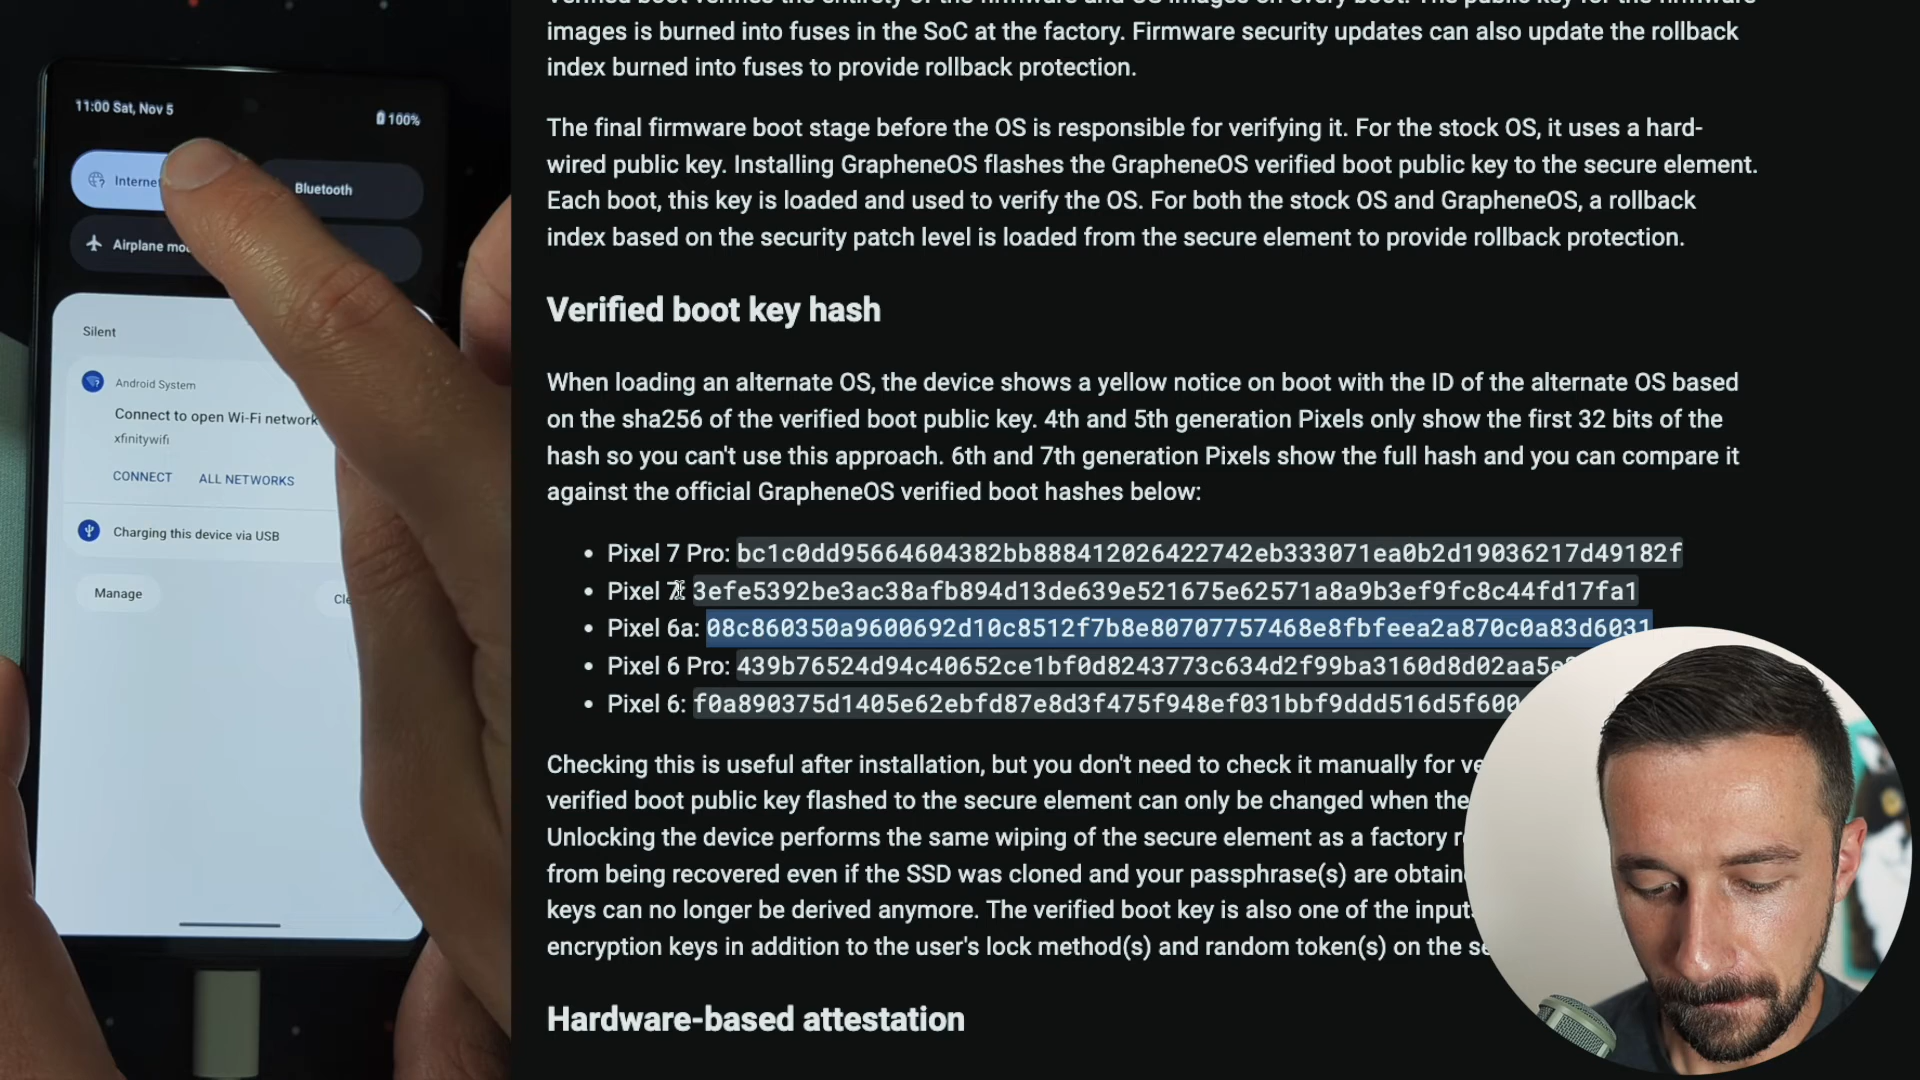 11:00 Sat, Nov 5
100%
Internet
Bluetooth
Airplane mo
Silent
Android System
Connect to open Wi-Fi network
xfinitywifi
CONNECT ALL NETWORKS
Charging this device via USB
Manage
Cle
images is burned into fuses in the SoC at the factory. Firmware security updates can also update the rollback
index burned into fuses to provide rollback protection.
The final firmware boot stage before the OS is responsible for verifying it. For the stock OS, it uses a hard-
wired public key. Installing GrapheneOS flashes the GrapheneOS verified boot public key to the secure element.
Each boot, this key is loaded and used to verify the OS. For both the stock OS and GrapheneOS, a rollback
index based on the security patch level is loaded from the secure element to provide rollback protection.
Verified boot key hash
When loading an alternate OS, the device shows a yellow notice on boot with the ID of the alternate OS based
on the sha256 of the verified boot public key. 4th and 5th generation Pixels only show the first 32 bits of the
hash so you can't use this approach. 6th and 7th generation Pixels show the full hash and you can compare it
against the official GrapheneOS verified boot hashes below:
• Pixel 7 Pro: bc1c0dd95664604382bb888412026422742eb333071ea0b2d19036217d49182f
• Pixel 7: 3efe5392be3ac38afb894d13de639e521675e62571a8a9b3ef9fc8c44fd17fa1
• Pixel 6a: 08c860350a9600692d10c8512f7b8e80707757468e8fbfeea2a870c0a83d6031
• Pixel 6 Pro: 439b76524d94c40652ce1bf0d8243773c634d2f99ba3160d8d02aa5e
• Pixel 6: f0a890375d1405e62ebfd87e8d3f475f948ef031bbf9ddd516d5f600
Checking this is useful after installation, but you don't need to check it manually for ve
verified boot public key flashed to the secure element can only be changed when the
Unlocking the device performs the same wiping of the secure element as a factory re
from being recovered even if the SSD was cloned and your passphrase(s) are obtain
keys can no longer be derived anymore. The verified boot key is also one of the inputs
encryption keys in addition to the user's lock method(s) and random token(s) on the se
Hardware-based attestation